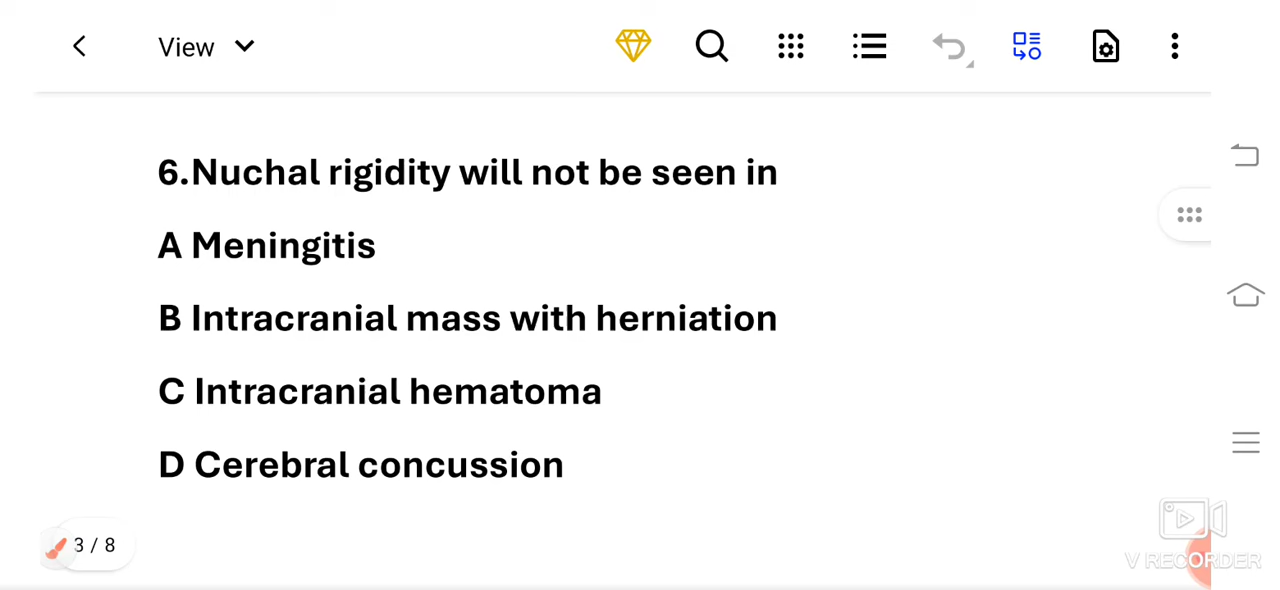 View
6.Nuchal rigidity will not be seen in
A Meningitis
B Intracranial mass with herniation
C Intracranial hematoma
D Cerebral concussion
3 / 8
V RECORDER